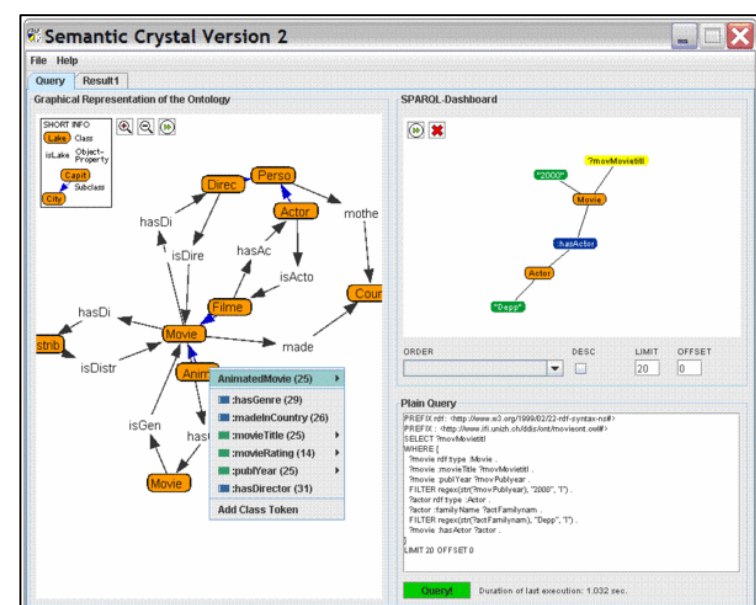 Semantic Crystal Version 2
File Help
Query Result1
Graphical Representation of the Ontology
SHORT INFO
Lake Class
isLake Object-Property
Capit
Subclass
City
Direc
Perso
Actor
hasDi
mothe
isDire
hasAc
isActo
Filme
Coun
hasDi
Movie
strib
made
isDistr
Anim
isGen
has
Movie
AnimatedMovie (25)
:hasGenre (29)
:madeInCountry (26)
:movieTitle (25)
:movieRating (14)
:publYear (25)
:hasDirector (31)
Add Class Token
SPARQL-Dashboard
?movMovietitl
"2000"
Movie
:hasActor
Actor
"Depp"
ORDER DESC LIMIT OFFSET
20 0
Plain Query
PREFIX rdf: <http://www.w3.org/1999/02/22-rdf-syntax-ns#>
PREFIX : <http://www.ifi.unizh.ch/ddis/ont/movieont.owl#>
SELECT ?movMovietitl
WHERE {
?movie rdf:type :Movie .
?movie :movieTitle ?movMovietitl .
?movie :publYear ?movPublyear .
FILTER regex(str(?movPublyear), "2000", "i") .
?actor rdf:type :Actor .
?actor :familyName ?actFamilynam .
FILTER regex(str(?actFamilynam), "Depp", "i") .
?movie :hasActor ?actor .
}
LIMIT 20 OFFSET 0
Query! Duration of last execution: 1.032 sec.